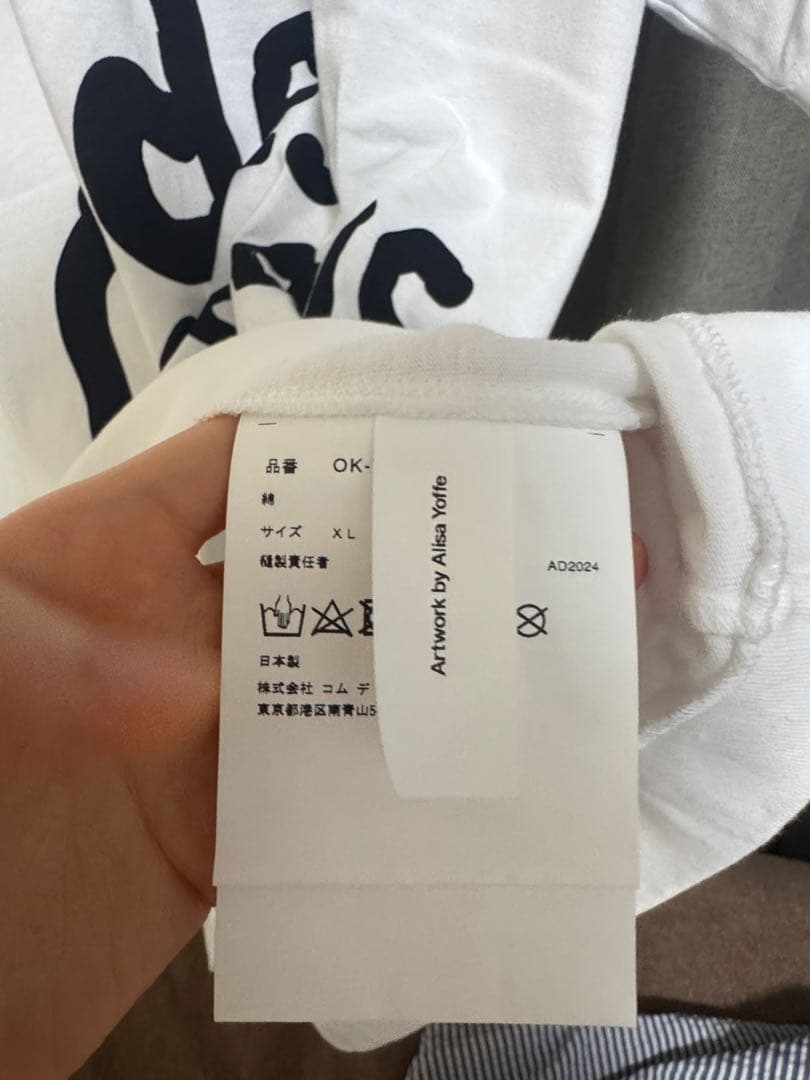 品番 OK-
綿
サイズ XL
縫製責任者
AD2024
日本製
株式会社 コム デ
東京都港区南青山5
Artwork by Alisa Yoffe